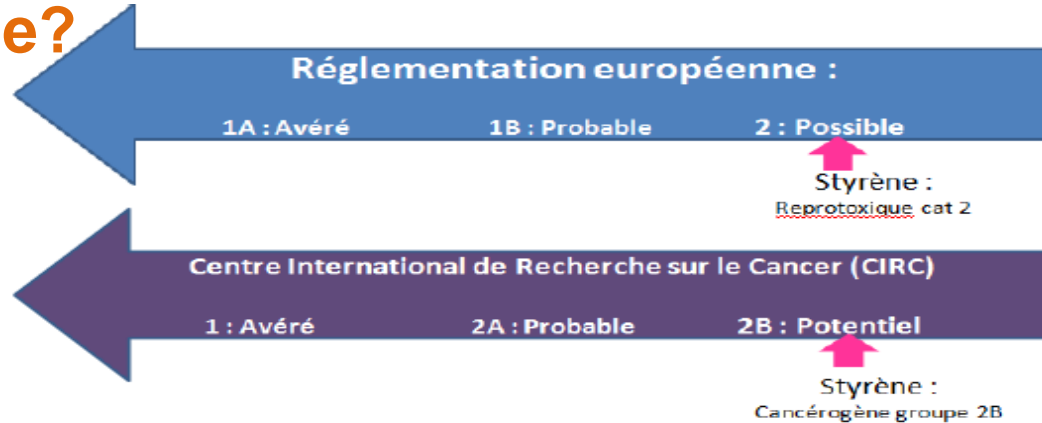 e?
Réglementation européenne :
1A : Avéré 1B : Probable 2 : Possible
Styrène :
Reprotoxique cat 2
Centre International de Recherche sur le Cancer (CIRC)
1 : Avéré 2A : Probable 2B : Potentiel
Styrène :
Cancérogène groupe 2B